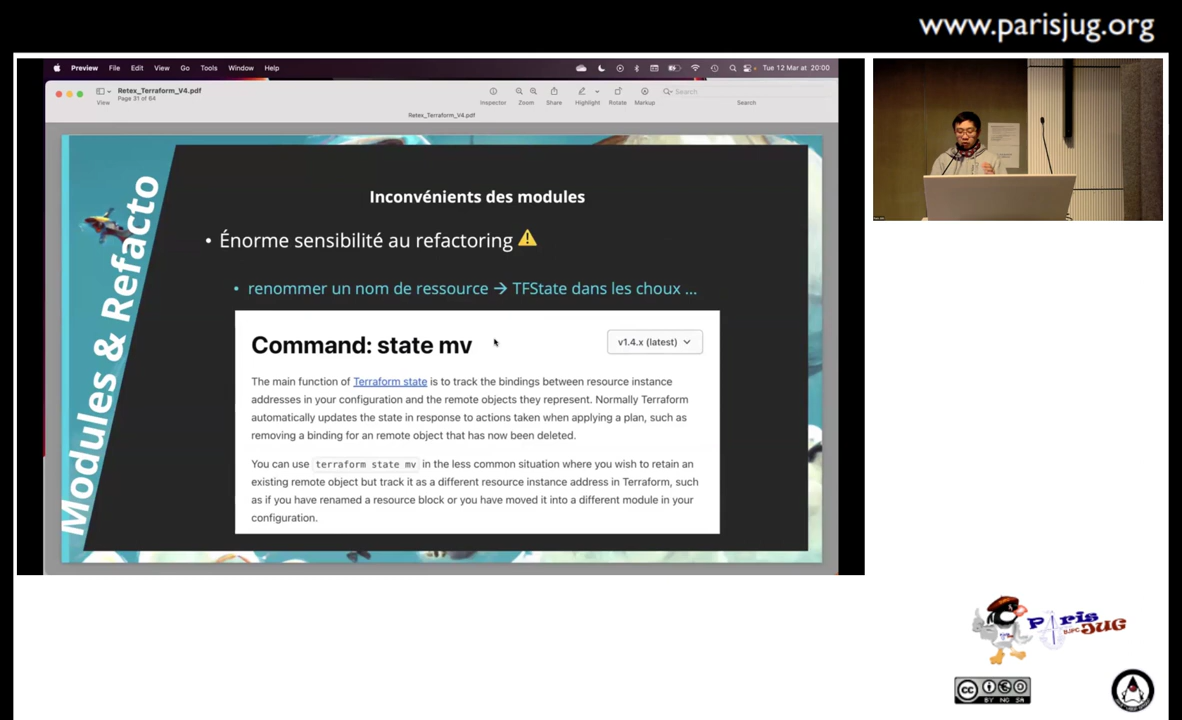 www.parisjug.org
Preview File Edit View Go Tools Window Help
Tue 12 Mar at 20:00
Retex_Terraform_V4.pdf
Page 31 of 84
View
Inspector Zoom Share Highlight Rotate Markup
Search
Search
Retex_Terraform_V4.pdf
Modules & Refacto
Inconvénients des modules
• Énorme sensibilité au refactoring ⚠
• renommer un nom de ressource → TFState dans les choux ...
Command: state mv
v1.4.x (latest)
The main function of Terraform state is to track the bindings between resource instance
addresses in your configuration and the remote objects they represent. Normally Terraform
automatically updates the state in response to actions taken when applying a plan, such as
removing a binding for an remote object that has now been deleted.
You can use terraform state mv in the less common situation where you wish to retain an
existing remote object but track it as a different resource instance address in Terraform, such
as if you have renamed a resource block or you have moved it into a different module in your
configuration.
Paris
JUG
cc
BY NC SA